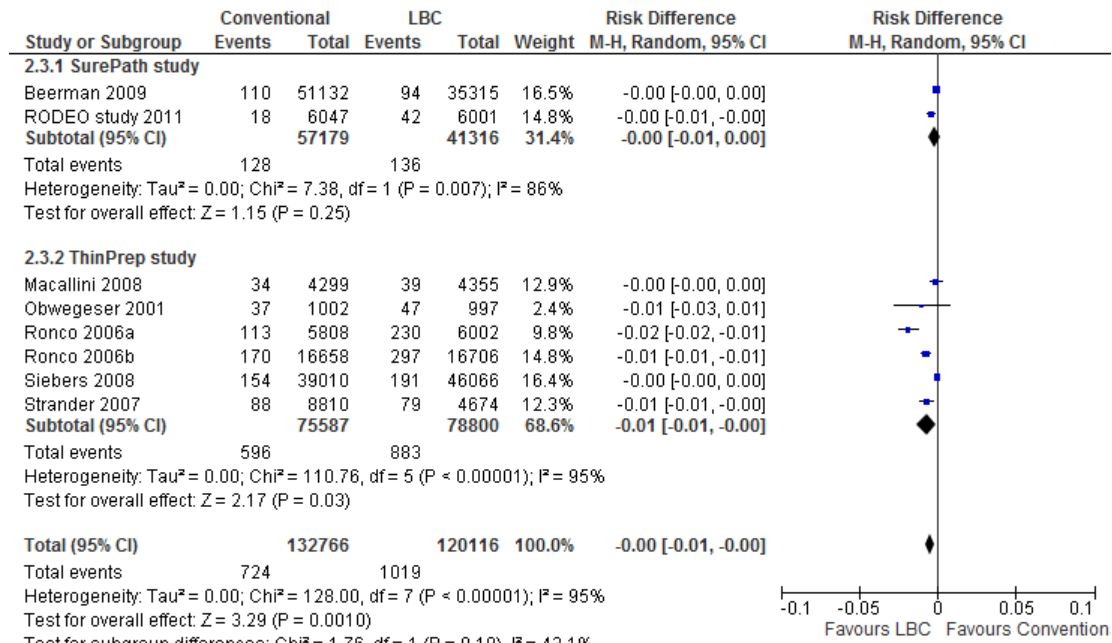 Conventional LBC Risk Difference Risk Difference
Study or Subgroup Events Total Events Total Weight M-H, Random, 95% CI M-H, Random, 95% CI
2.3.1 SurePath study
Beerman 2009 110 51132 94 35315 16.5% -0.00 [-0.00, 0.00]
RODEO study 2011 18 6047 42 6001 14.8% -0.00 [-0.01, -0.00]
Subtotal (95% CI) 57179 41316 31.4% -0.00 [-0.01, 0.00]
Total events 128 136
Heterogeneity: Tau² = 0.00; Chi² = 7.38, df = 1 (P = 0.007); I² = 86%
Test for overall effect: Z = 1.15 (P = 0.25)
2.3.2 ThinPrep study
Macallini 2008 34 4299 39 4355 12.9% -0.00 [-0.00, 0.00]
Obwegeser 2001 37 1002 47 997 2.4% -0.01 [-0.03, 0.01]
Ronco 2006a 113 5808 230 6002 9.8% -0.02 [-0.02, -0.01]
Ronco 2006b 170 16658 297 16706 14.8% -0.01 [-0.01, -0.01]
Siebers 2008 154 39010 191 46066 16.4% -0.00 [-0.00, 0.00]
Strander 2007 88 8810 79 4674 12.3% -0.01 [-0.01, -0.00]
Subtotal (95% CI) 75587 78800 68.6% -0.01 [-0.01, -0.00]
Total events 596 883
Heterogeneity: Tau² = 0.00; Chi² = 110.76, df = 5 (P < 0.00001); I² = 95%
Test for overall effect: Z = 2.17 (P = 0.03)
Total (95% CI) 132766 120116 100.0% -0.00 [-0.01, -0.00]
Total events 724 1019
Heterogeneity: Tau² = 0.00; Chi² = 128.00, df = 7 (P < 0.00001); I² = 95%
Test for overall effect: Z = 3.29 (P = 0.0010)
Test for subgroup differences: Chi² = 1.76, df = 1 (P = 0.19), I² = 43.1%
-0.1 -0.05 0 0.05 0.1
Favours LBC Favours Convention